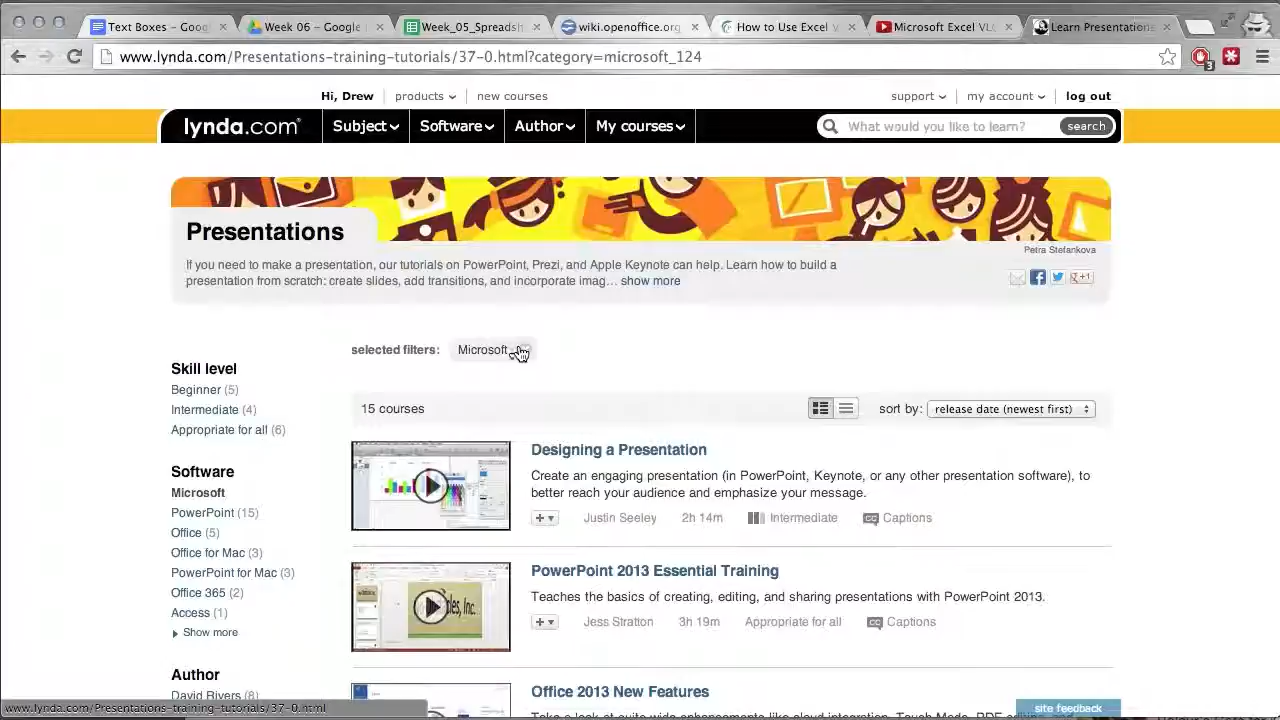 Text Boxes - Google
Week 06 - Google
Week_05_Spreadsh
wiki.openoffice.org
How to Use Excel
Microsoft Excel VL
Learn Presentations
www.lynda.com/Presentations-training-tutorials/37-0.html?category=microsoft_124
3
Hi, Drew products new courses support my account log out
lynda.com Subject Software Author My courses What would you like to learn? search
Presentations
Petra Stefankova
If you need to make a presentation, our tutorials on PowerPoint, Prezi, and Apple Keynote can help. Learn how to build a
presentation from scratch: create slides, add transitions, and incorporate imag... show more
+1
selected filters: Microsoft
Skill level
Beginner (5)
Intermediate (4)
Appropriate for all (6)
Software
Microsoft
PowerPoint (15)
Office (5)
Office for Mac (3)
PowerPoint for Mac (3)
Office 365 (2)
Access (1)
Show more
Author
David Rivers (8)
15 courses sort by: release date (newest first)
Designing a Presentation
Create an engaging presentation (in PowerPoint, Keynote, or any other presentation software), to
better reach your audience and emphasize your message.
+ Justin Seeley 2h 14m Intermediate CC Captions
PowerPoint 2013 Essential Training
Teaches the basics of creating, editing, and sharing presentations with PowerPoint 2013.
+ Jess Stratton 3h 19m Appropriate for all CC Captions
Office 2013 New Features
www.lynda.com/Presentations-training-tutorials/37-0.html
site feedback